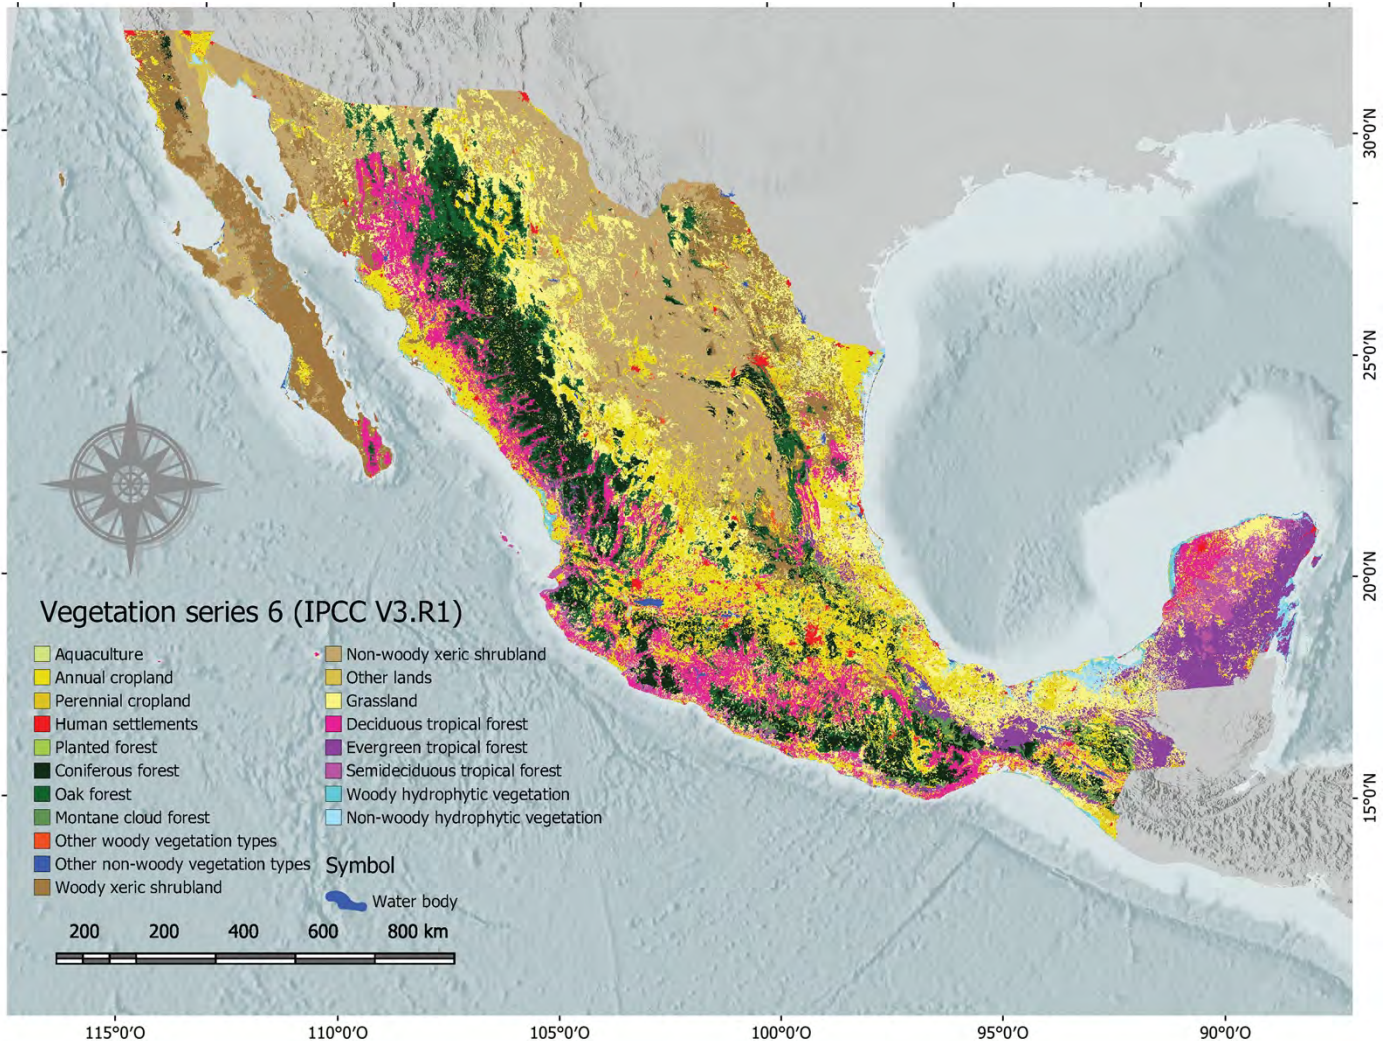 30°0'N
25°0'N
20°0'N
15°0'N
Vegetation series 6 (IPCC V3.R1)
Aquaculture
Annual cropland
Perennial cropland
Human settlements
Planted forest
Coniferous forest
Oak forest
Montane cloud forest
Other woody vegetation types
Other non-woody vegetation types
Woody xeric shrubland
Non-woody xeric shrubland
Other lands
Grassland
Deciduous tropical forest
Evergreen tropical forest
Semideciduous tropical forest
Woody hydrophytic vegetation
Non-woody hydrophytic vegetation
Symbol
Water body
200 200 400 600 800 km
115°0'O 110°0'O 105°0'O 100°0'O 95°0'O 90°0'O